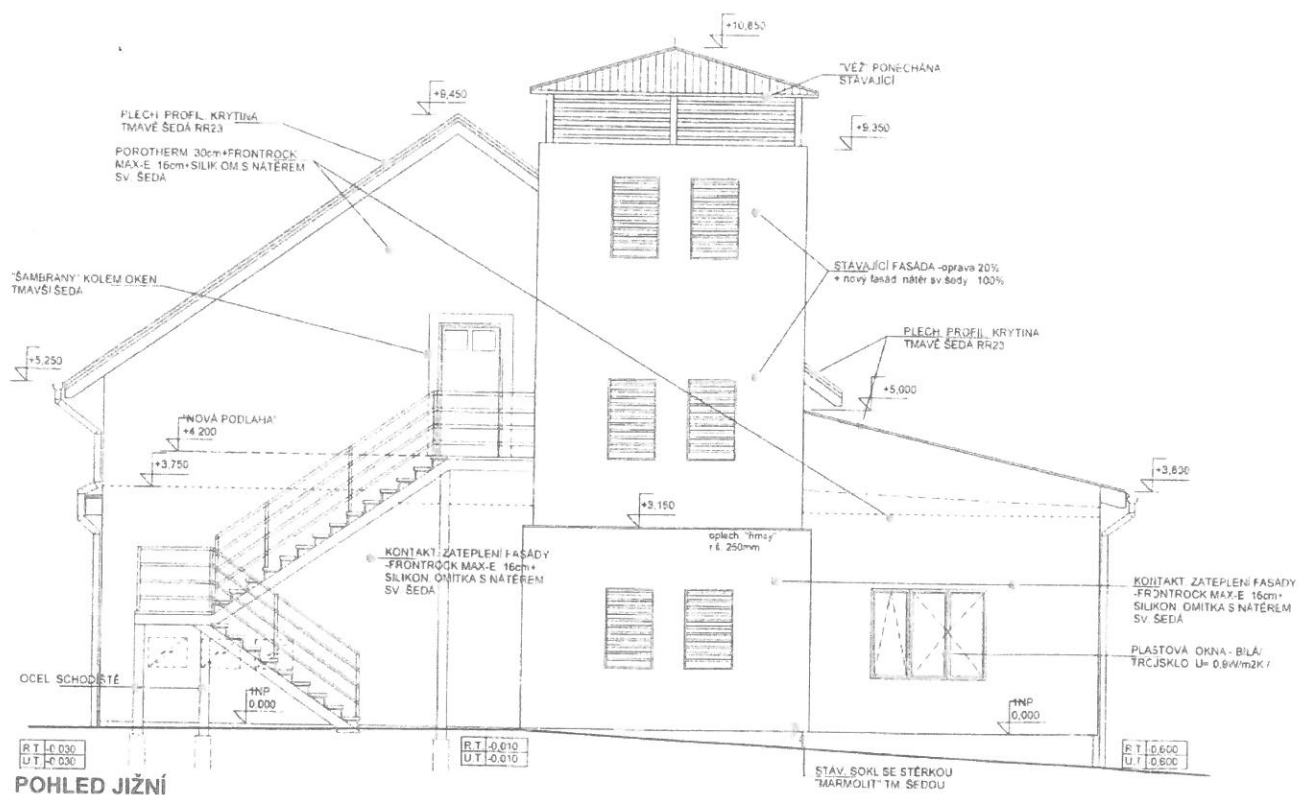 +10,850
"VĚŽ" PONECHÁNA
STÁVAJÍCÍ
+9,450
PLECH PROFIL. KRYTINA
TMAVĚ ŠEDÁ RR23
+9,350
POROTHERM 30cm+FRONTROCK
MAX-E 16cm+SILIK.OM.S NÁTĚREM
SV. ŠEDÁ
"ŠAMBRÁNY" KOLEM OKEN
TMAVŠÍ ŠEDÁ
STÁVAJÍCÍ FASÁDA -oprava 20%
+ nový fasád. nátěr sv.šedý 100%
PLECH. PROFIL. KRYTINA
TMAVĚ ŠEDÁ RR23
+5,250
+5,000
"NOVÁ PODLAHA"
+4,200
+3,750
+3,800
+3,150
oplech. "římsy"
r.š. 250mm
KONTAKT. ZATEPLENÍ FASÁDY
-FRONTROCK MAX-E 16cm+
SILIKON. OMÍTKA S NÁTĚREM
SV. ŠEDÁ
KONTAKT. ZATEPLENÍ FASÁDY
-FRONTROCK MAX-E 16cm+
SILIKON. OMÍTKA S NÁTĚREM
SV. ŠEDÁ
PLASTOVÁ OKNA - BÍLÁ/
TROJSKLO U= 0,9W/m2K /
OCEL. SCHODIŠTĚ
1NP
0,000
1NP
0,000
R.T. -0,030
U.T. -0,030
R.T. -0,010
U.T. -0,010
R.T. -0,600
U.T. -0,600
STÁV. SOKL SE STĚRKOU
"MARMOLIT" TM. ŠEDOU
POHLED JIŽNÍ